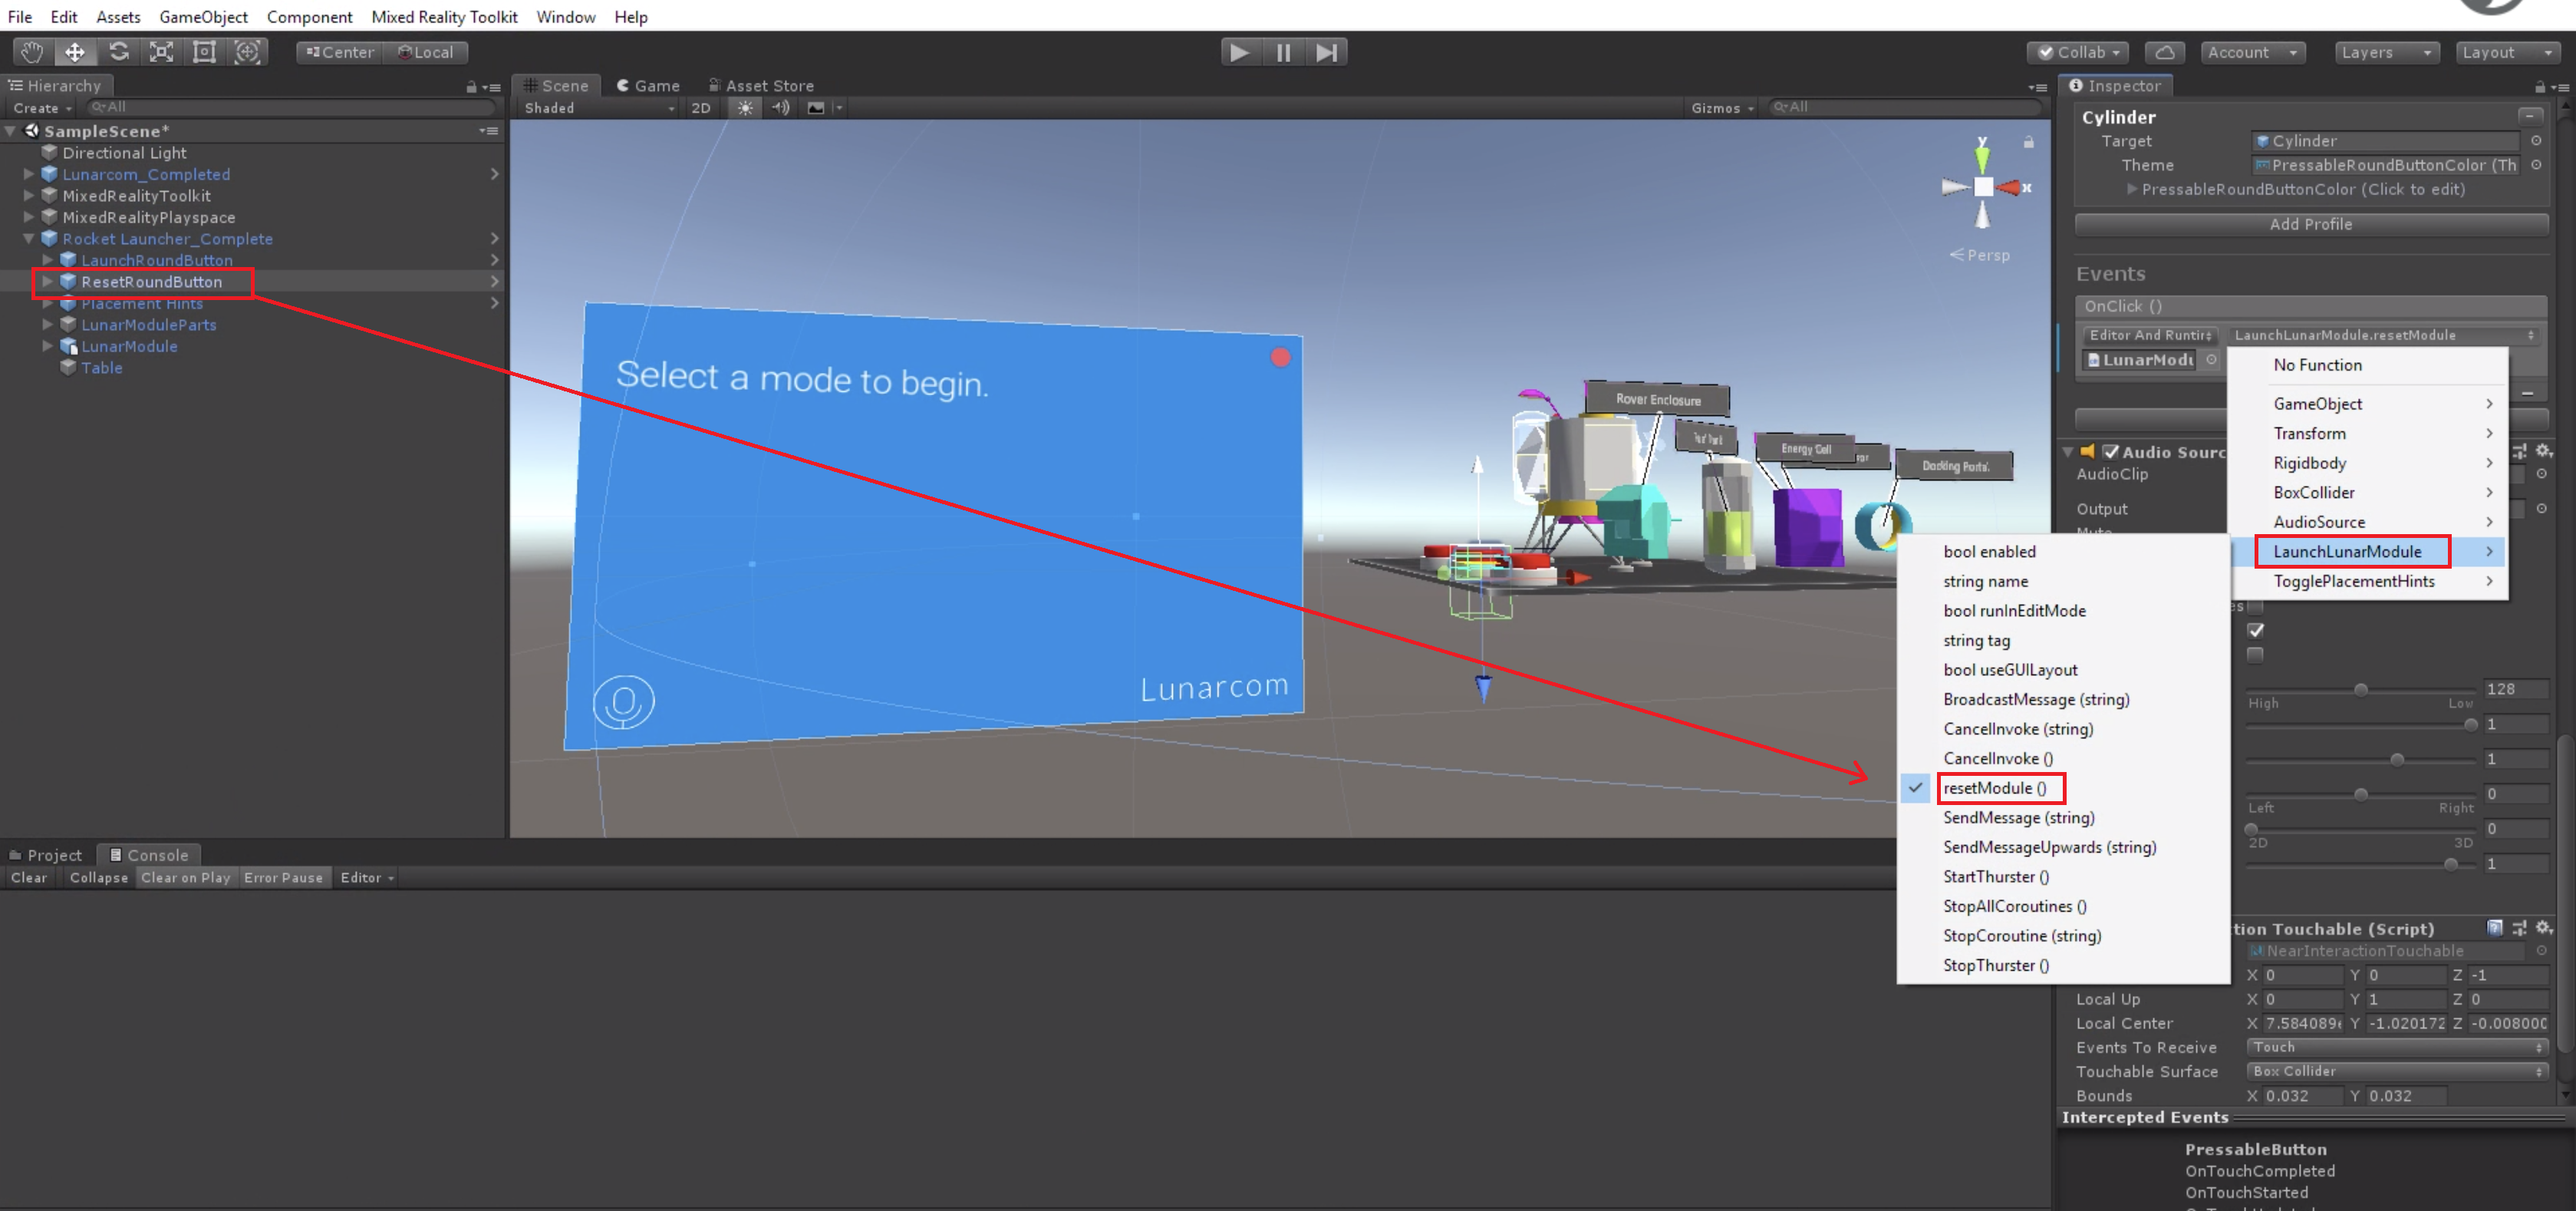 File Edit Assets GameObject Component Mixed Reality Toolkit Window Help
Center Local
Collab Account Layers Layout
Hierarchy
Create All
SampleScene*
Directional Light
Lunarcom_Completed
MixedRealityToolkit
MixedRealityPlayspace
Rocket Launcher_Complete
LaunchRoundButton
ResetRoundButton
Placement Hints
LunarModuleParts
LunarModule
Table
Scene Game Asset Store
Shaded 2D Gizmos All
y
x
Persp
Select a mode to begin.
Lunarcom
Rover Enclosure
Energy Cell
Docking Portal
Project Console
Clear Collapse Clear on Play Error Pause Editor
Inspector
Cylinder
Target Cylinder
Theme PressableRoundButtonColor (Th
PressableRoundButtonColor (Click to edit)
Add Profile
Events
OnClick ()
Editor And Runtir LaunchLunarModule.resetModule
LunarModu
No Function
GameObject
Transform
Rigidbody
BoxCollider
AudioSource
LaunchLunarModule
TogglePlacementHints
bool enabled
string name
bool runInEditMode
string tag
bool useGUILayout
BroadcastMessage (string)
CancelInvoke (string)
CancelInvoke ()
resetModule ()
SendMessage (string)
SendMessageUpwards (string)
StartThurster ()
StopAllCoroutines ()
StopCoroutine (string)
StopThurster ()
Audio Sourc
AudioClip
Output
Mute
es
128
High Low
1
1
0
Left Right
0
2D 3D
1
tion Touchable (Script)
NearInteractionTouchable
X 0 Y 0 Z -1
Local Up X 0 Y 1 Z 0
Local Center X 7.584089 Y -1.020172 Z -0.008000
Events To Receive Touch
Touchable Surface Box Collider
Bounds X 0.032 Y 0.032
Intercepted Events
PressableButton
OnTouchCompleted
OnTouchStarted